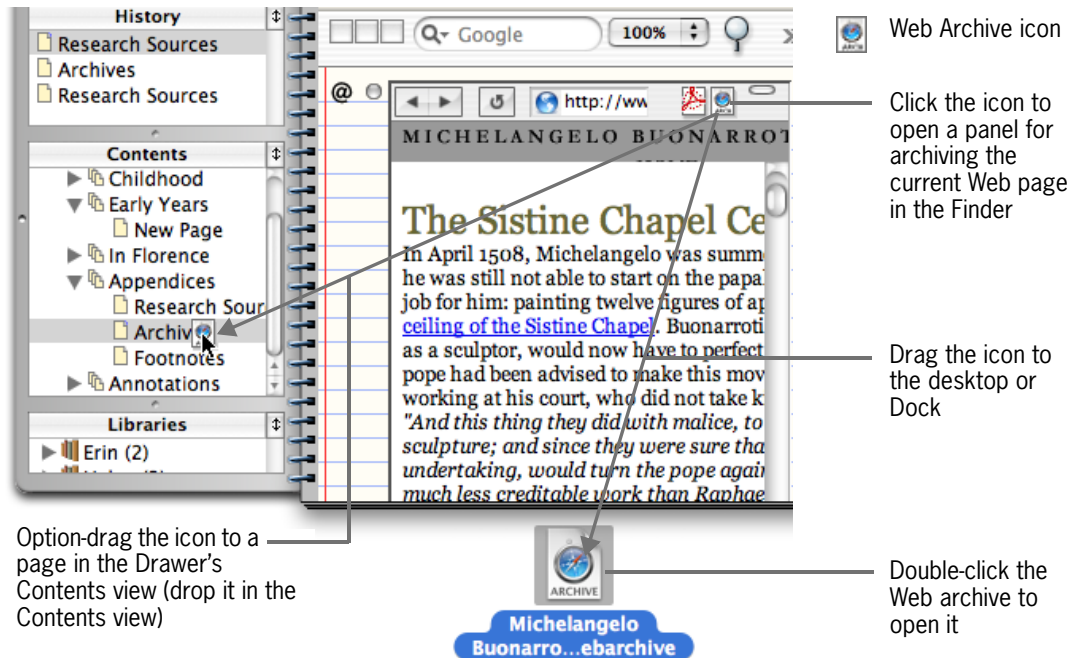 History
Research Sources
Archives
Research Sources
Contents
Childhood
Early Years
New Page
In Florence
Appendices
Research Sour
Archiv
Footnotes
Annotations
Libraries
Erin (2)
Google
100%
»
@
http://ww
MICHELANGELO BUONARROT
The Sistine Chapel Ce
In April 1508, Michelangelo was summ
he was still not able to start on the papal
job for him: painting twelve figures of ap
ceiling of the Sistine Chapel. Buonarroti
as a sculptor, would now have to perfect
pope had been advised to make this mov
working at his court, who did not take k
"And this thing they did with malice, to
sculpture; and since they were sure tha
undertaking, would turn the pope again
much less creditable work than Raphae
Web Archive icon
Click the icon to
open a panel for
archiving the
current Web page
in the Finder
Drag the icon to
the desktop or
Dock
Option-drag the icon to a
page in the Drawer's
Contents view (drop it in the
Contents view)
ARCHIVE
Michelangelo
Buonarro...ebarchive
Double-click the
Web archive to
open it